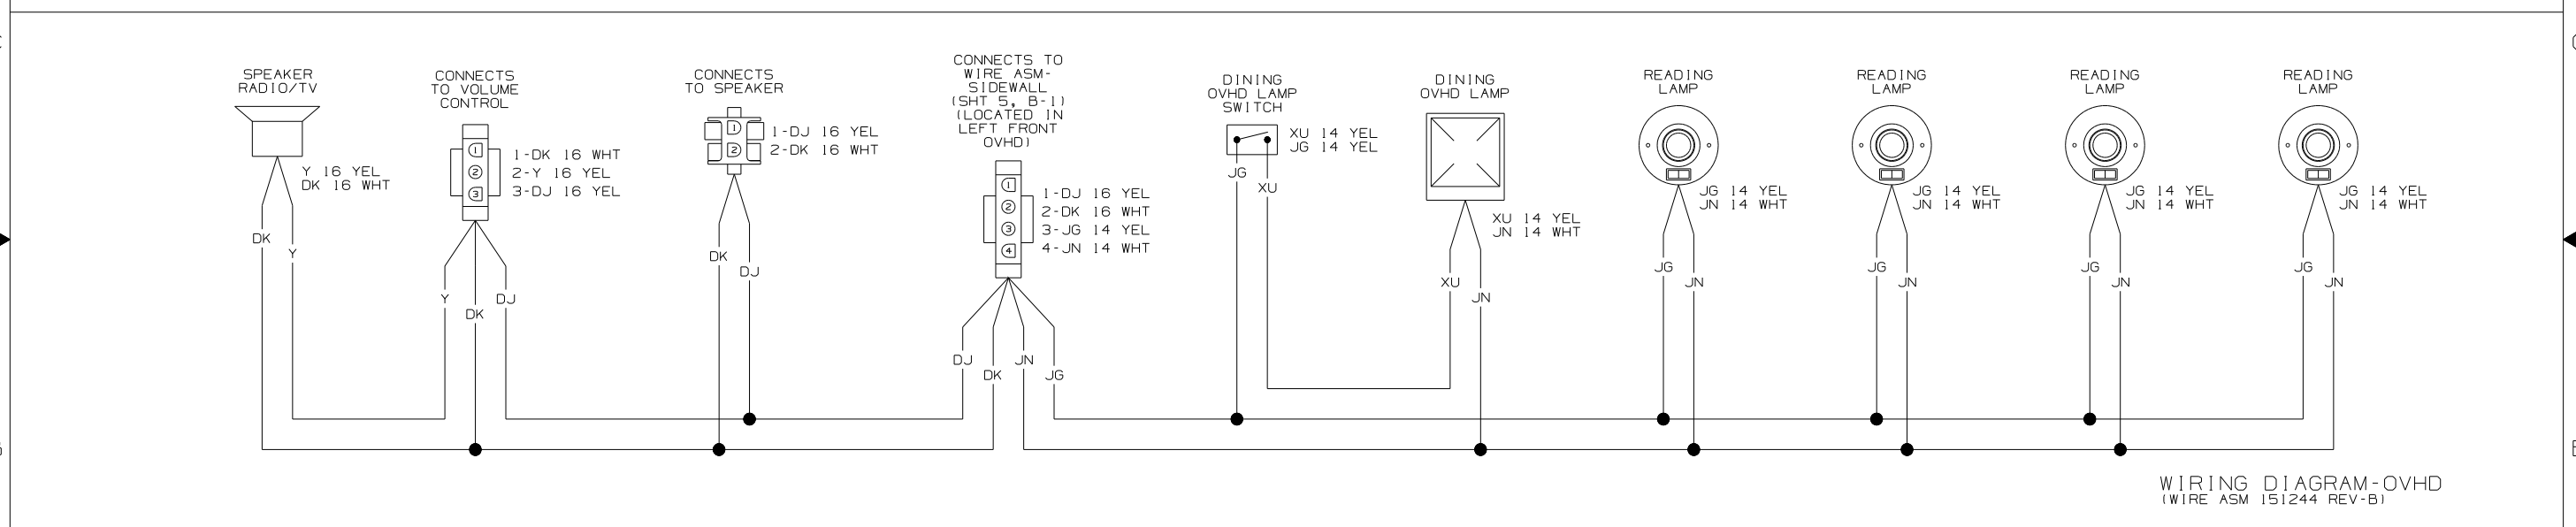 SPEAKER
RADIO/TV
Y 16 YEL
DK 16 WHT
DK
Y
CONNECTS
TO VOLUME
CONTROL
1
2
3
1-DK 16 WHT
2-Y 16 YEL
3-DJ 16 YEL
Y
DK
DJ
CONNECTS
TO SPEAKER
1
2
1-DJ 16 YEL
2-DK 16 WHT
DK
DJ
CONNECTS TO
WIRE ASM-
SIDEWALL
(SHT 5, B-1)
(LOCATED IN
LEFT FRONT
OVHD)
1
2
3
4
1-DJ 16 YEL
2-DK 16 WHT
3-JG 14 YEL
4-JN 14 WHT
DJ
DK
JN
JG
DINING
OVHD LAMP
SWITCH
XU 14 YEL
JG 14 YEL
JG
XU
DINING
OVHD LAMP
XU 14 YEL
JN 14 WHT
XU
JN
READING
LAMP
JG 14 YEL
JN 14 WHT
JG
JN
READING
LAMP
JG 14 YEL
JN 14 WHT
JG
JN
READING
LAMP
JG 14 YEL
JN 14 WHT
JG
JN
READING
LAMP
JG 14 YEL
JN 14 WHT
JG
JN
WIRING DIAGRAM-OVHD
(WIRE ASM 151244 REV-B)